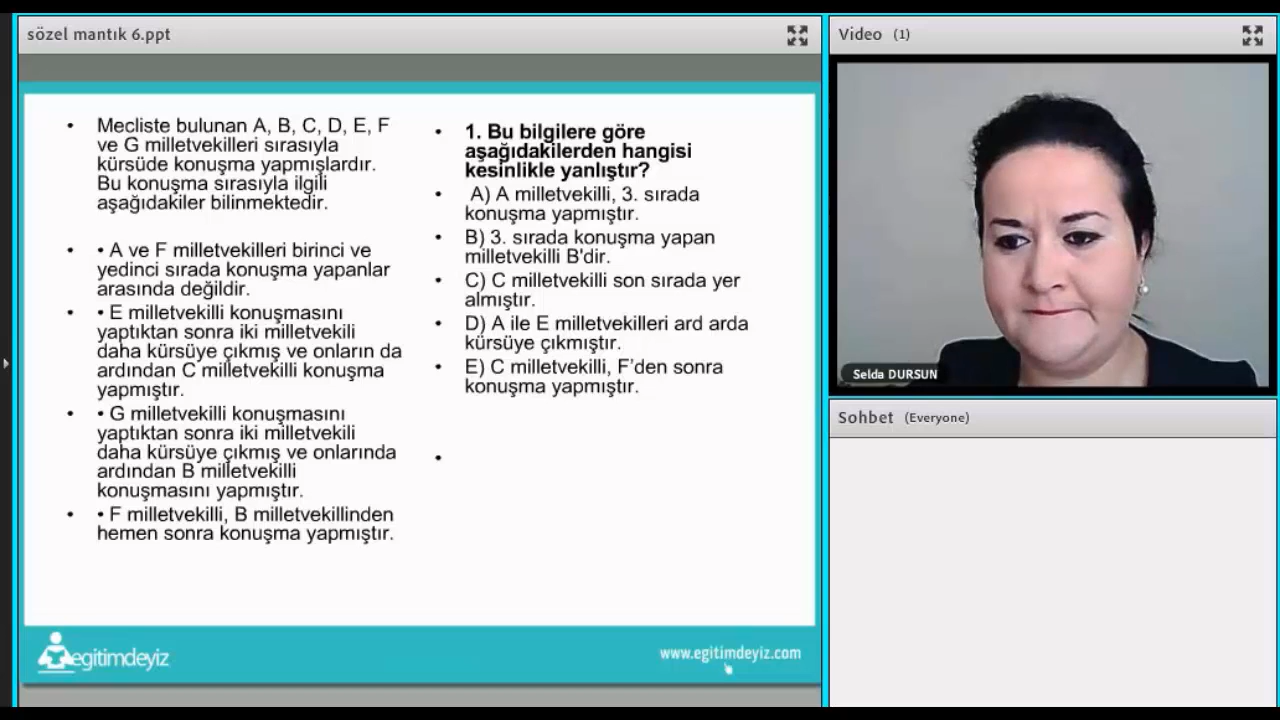 sözel mantık 6.ppt
• Mecliste bulunan A, B, C, D, E, F
ve G milletvekilleri sırasıyla
kürsüde konuşma yapmışlardır.
Bu konuşma sırasıyla ilgili
aşağıdakiler bilinmektedir.
• • A ve F milletvekilleri birinci ve
yedinci sırada konuşma yapanlar
arasında değildir.
• • E milletvekilli konuşmasını
yaptıktan sonra iki milletvekili
daha kürsüye çıkmış ve onların da
ardından C milletvekilli konuşma
yapmıştır.
• • G milletvekilli konuşmasını
yaptıktan sonra iki milletvekili
daha kürsüye çıkmış ve onlarında
ardından B milletvekilli
konuşmasını yapmıştır.
• • F milletvekilli, B milletvekillinden
hemen sonra konuşma yapmıştır.
• 1. Bu bilgilere göre
aşağıdakilerden hangisi
kesinlikle yanlıştır?
• A) A milletvekilli, 3. sırada
konuşma yapmıştır.
• B) 3. sırada konuşma yapan
milletvekilli B'dir.
• C) C milletvekilli son sırada yer
almıştır.
• D) A ile E milletvekilleri ard arda
kürsüye çıkmıştır.
• E) C milletvekilli, F'den sonra
konuşma yapmıştır.
•
egitimdeyiz
www.egitimdeyiz.com
Video (1)
Selda DURSUN
Sohbet (Everyone)